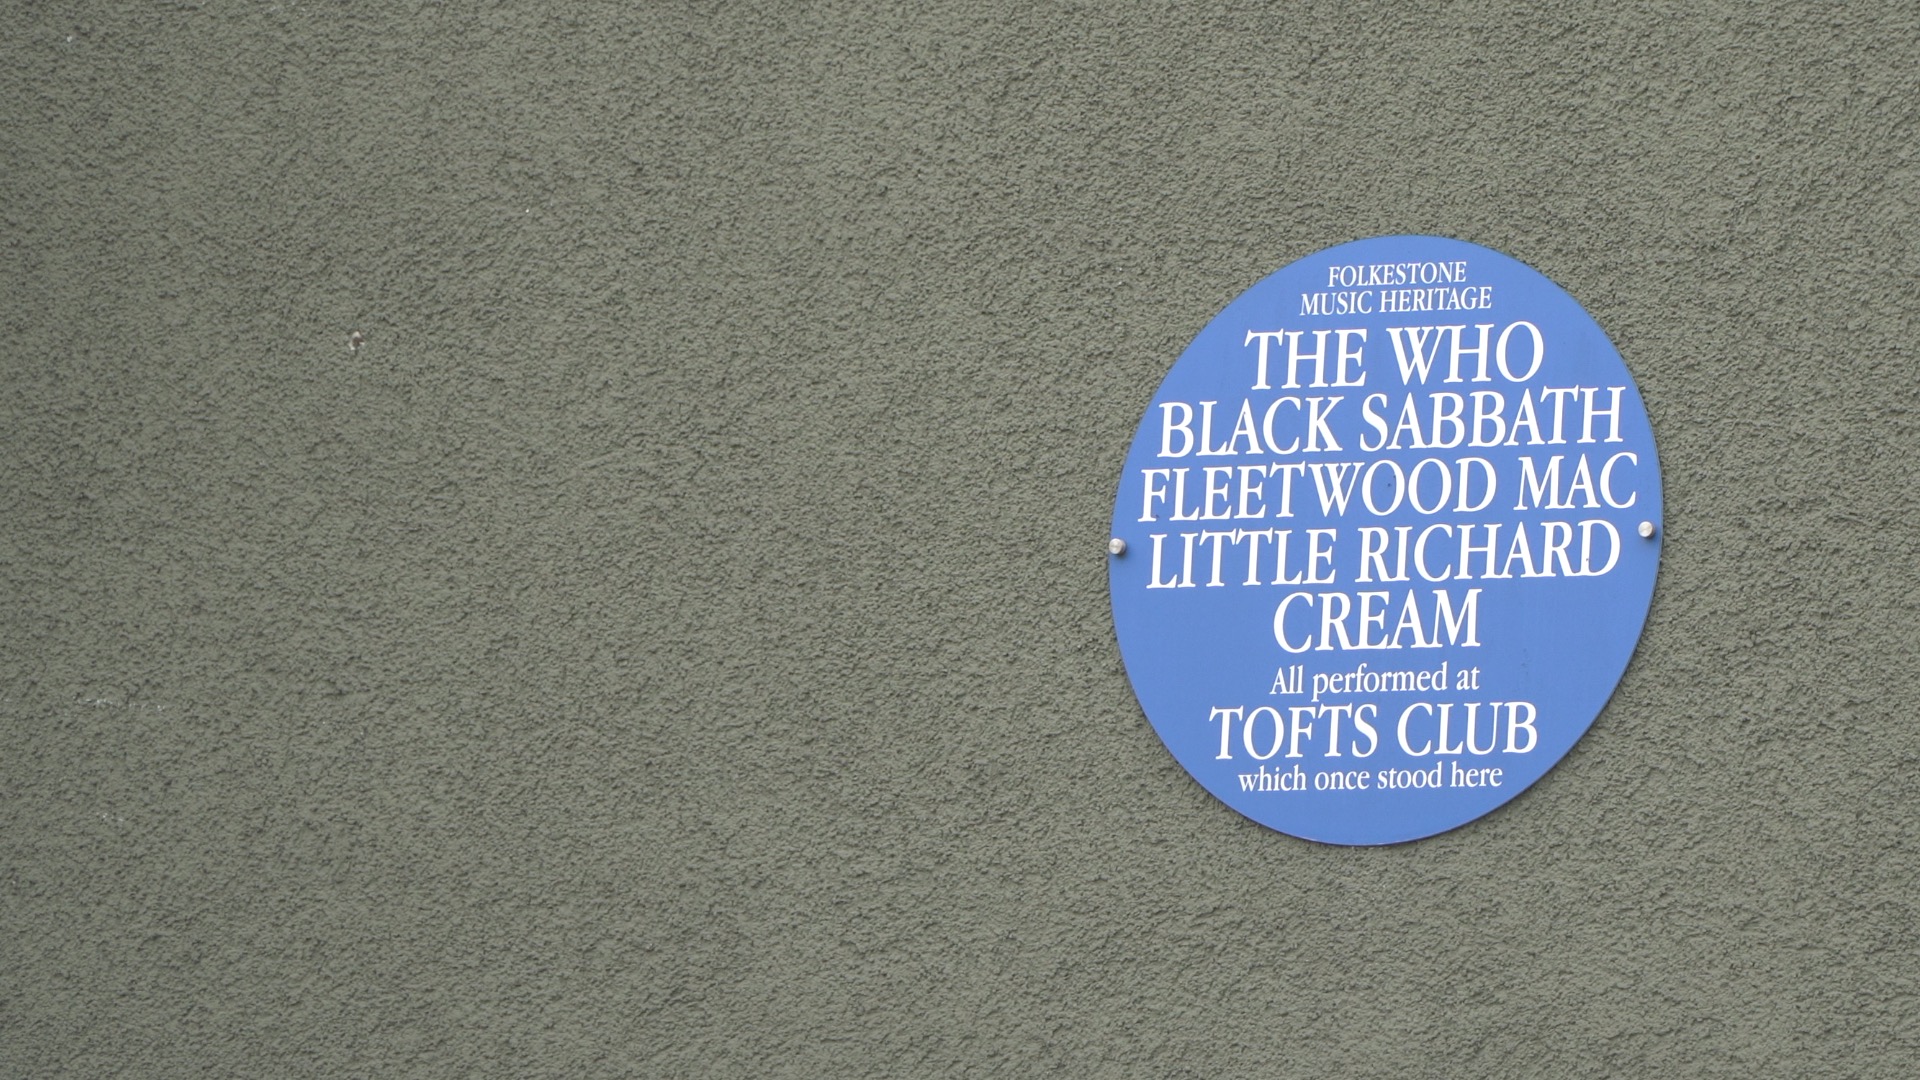 FOLKESTONE
MUSIC HERITAGE
THE WHO
BLACK SABBATH
FLEETWOOD MAC
LITTLE RICHARD
CREAM
All performed at
TOFTS CLUB
which once stood here